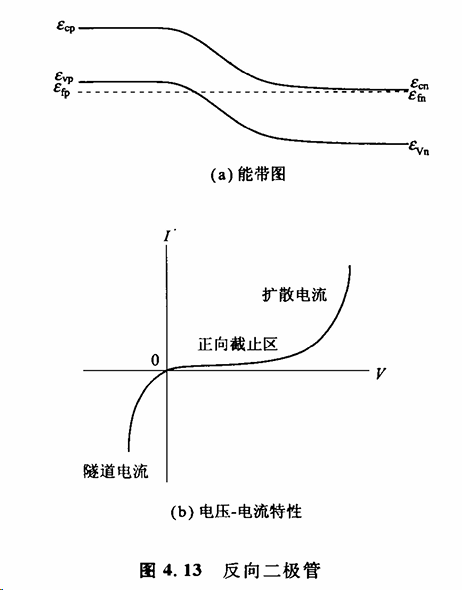 εcp
εvp
εfp
εcn
εfn
εVn
(a)能带图
I
扩散电流
正向截止区
0
V
隧道电流
(b)电压-电流特性
图 4.13 反向二极管